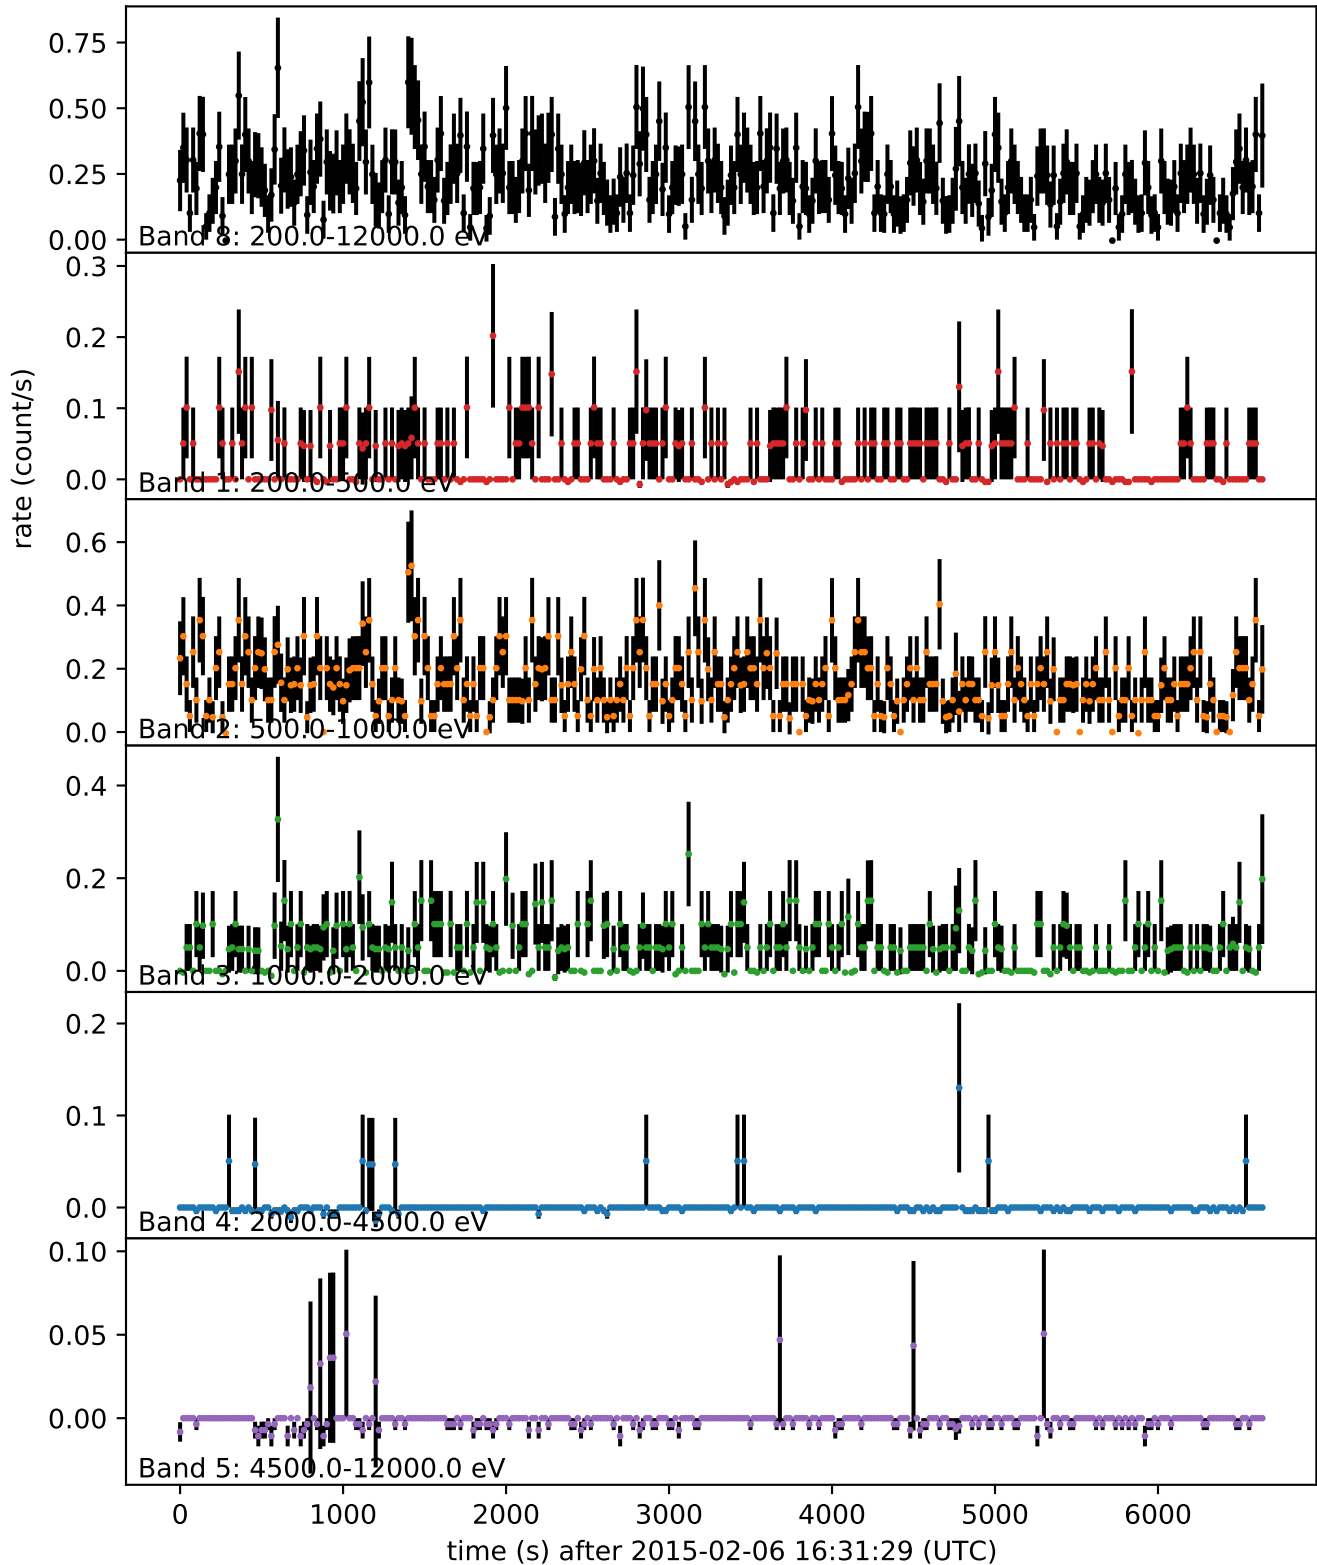 0.75
0.50
0.25
0.00
Band 8: 200.0-12000.0 eV
0.3
0.2
0.1
0.0
Band 1: 200.0-500.0 eV
rate (count/s)
0.6
0.4
0.2
0.0
Band 2: 500.0-1000.0 eV
0.4
0.2
0.0
Band 3: 1000.0-2000.0 eV
0.2
0.1
0.0
Band 4: 2000.0-4500.0 eV
0.10
0.05
0.00
Band 5: 4500.0-12000.0 eV
0 1000 2000 3000 4000 5000 6000
time (s) after 2015-02-06 16:31:29 (UTC)